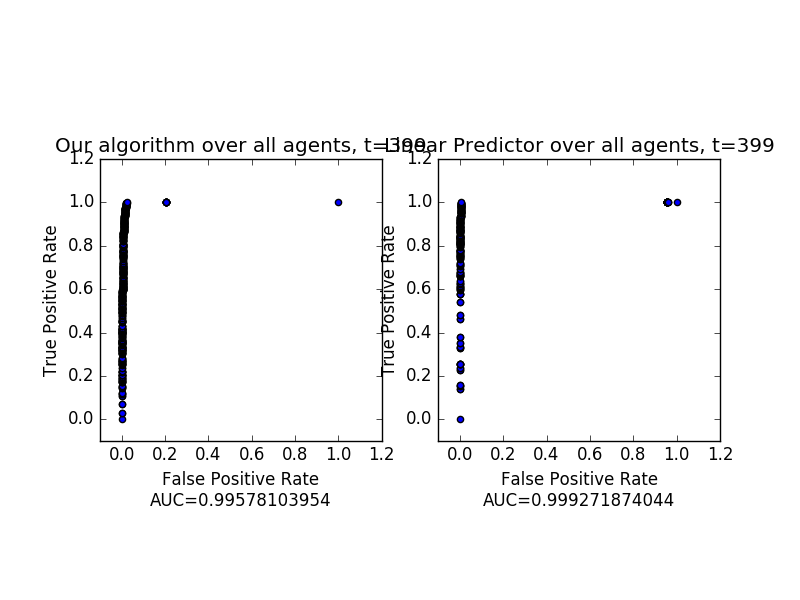 Our algorithm over all agents, t=399
Linear Predictor over all agents, t=399
1.2
1.0
0.8
0.6
0.4
0.2
0.0
True Positive Rate
0.0 0.2 0.4 0.6 0.8 1.0 1.2
False Positive Rate
AUC=0.99578103954
1.2
1.0
0.8
0.6
0.4
0.2
0.0
True Positive Rate
0.0 0.2 0.4 0.6 0.8 1.0 1.2
False Positive Rate
AUC=0.999271874044